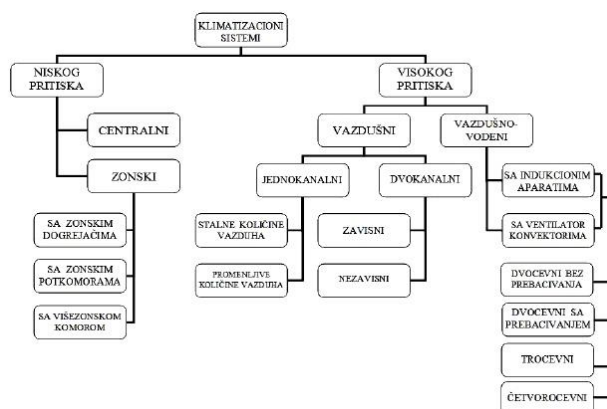 KLIMATIZACIONI
SISTEMI
NISKOG
PRITISKA
VISOKOG
PRITISKA
CENTRALNI
ZONSKI
SA ZONSKIM
DOGREJAČIMA
SA ZONSKIM
POTKOMORAMA
SA VIŠEZONSKOM
KOMOROM
VAZDUŠNI
VAZDUŠNO-
VODENI
JEDNOKANALNI
DVOKANALNI
STALNE KOLIČINE
VAZDUHA
PROMENLJIVE
KOLIČINE VAZDUHA
ZAVISNI
NEZAVISNI
SA INDUKCIONIM
APARATIMA
SA VENTILATOR
KONVEKTORIMA
DVOCEVNI BEZ
PREBACIVANJA
DVOCEVNI SA
PREBACIVANJEM
TROCEVNI
ČETVOROCEVNI